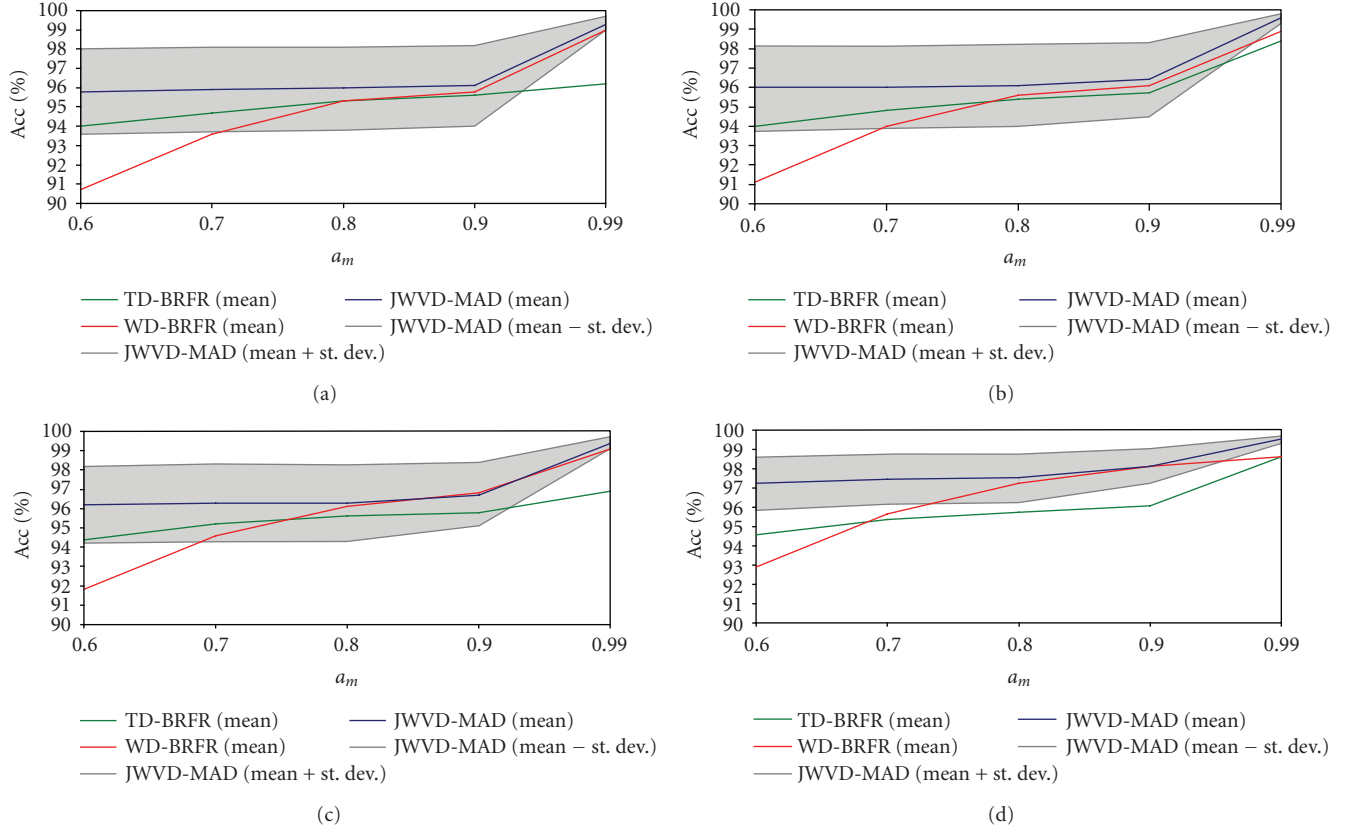 100
99
98
97
96
95
94
93
92
91
90
Acc (%)
0.6 0.7 0.8 0.9 0.99
a_m
TD-BRFR (mean) JWVD-MAD (mean)
WD-BRFR (mean) JWVD-MAD (mean − st. dev.)
JWVD-MAD (mean + st. dev.)
(a)
100
99
98
97
96
95
94
93
92
91
90
Acc (%)
0.6 0.7 0.8 0.9 0.99
a_m
TD-BRFR (mean) JWVD-MAD (mean)
WD-BRFR (mean) JWVD-MAD (mean − st. dev.)
JWVD-MAD (mean + st. dev.)
(b)
100
99
98
97
96
95
94
93
92
91
90
Acc (%)
0.6 0.7 0.8 0.9 0.99
a_m
TD-BRFR (mean) JWVD-MAD (mean)
WD-BRFR (mean) JWVD-MAD (mean − st. dev.)
JWVD-MAD (mean + st. dev.)
(c)
100
99
98
97
96
95
94
93
92
91
90
Acc (%)
0.6 0.7 0.8 0.9 0.99
a_m
TD-BRFR (mean) JWVD-MAD (mean)
WD-BRFR (mean) JWVD-MAD (mean − st. dev.)
JWVD-MAD (mean + st. dev.)
(d)